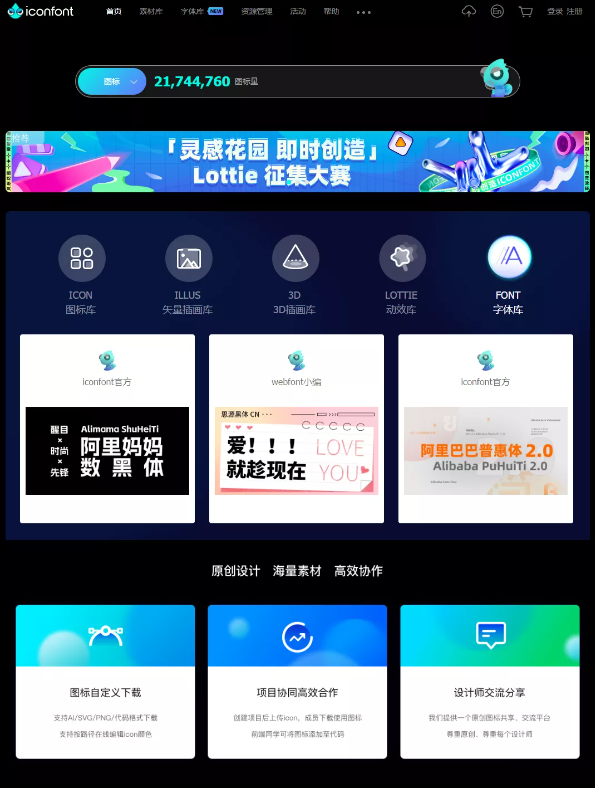 iconfont 首页 素材库 字体库 NEW 资源管理 活动 帮助 En 登录 注册
图标 21,744,760 图标量
推荐
「灵感花园 即时创造」
Lottie 征集大赛
ICON ILLUS 3D LOTTIE FONT
图标库 矢量插画库 3D插画库 动效库 字体库
iconfont官方 webfont小编 iconfont官方
醒目
×
时尚
×
先锋
Alimama ShuHeiTi
阿里妈妈
数黑体
思源黑体 CN
爱！！！
就趁现在
LOVE
YOU
阿里巴巴普惠体 2.0
Alibaba PuHuiTi 2.0
原创设计 海量素材 高效协作
图标自定义下载
支持AI/SVG/PNG/代码格式下载
支持按路径在线编辑icon颜色
项目协同高效合作
创建项目后上传icon，成员下载使用图标
前端同学可将图标添加至代码
设计师交流分享
我们提供一个原创图标共享、交流平台
尊重原创、尊重每个设计师